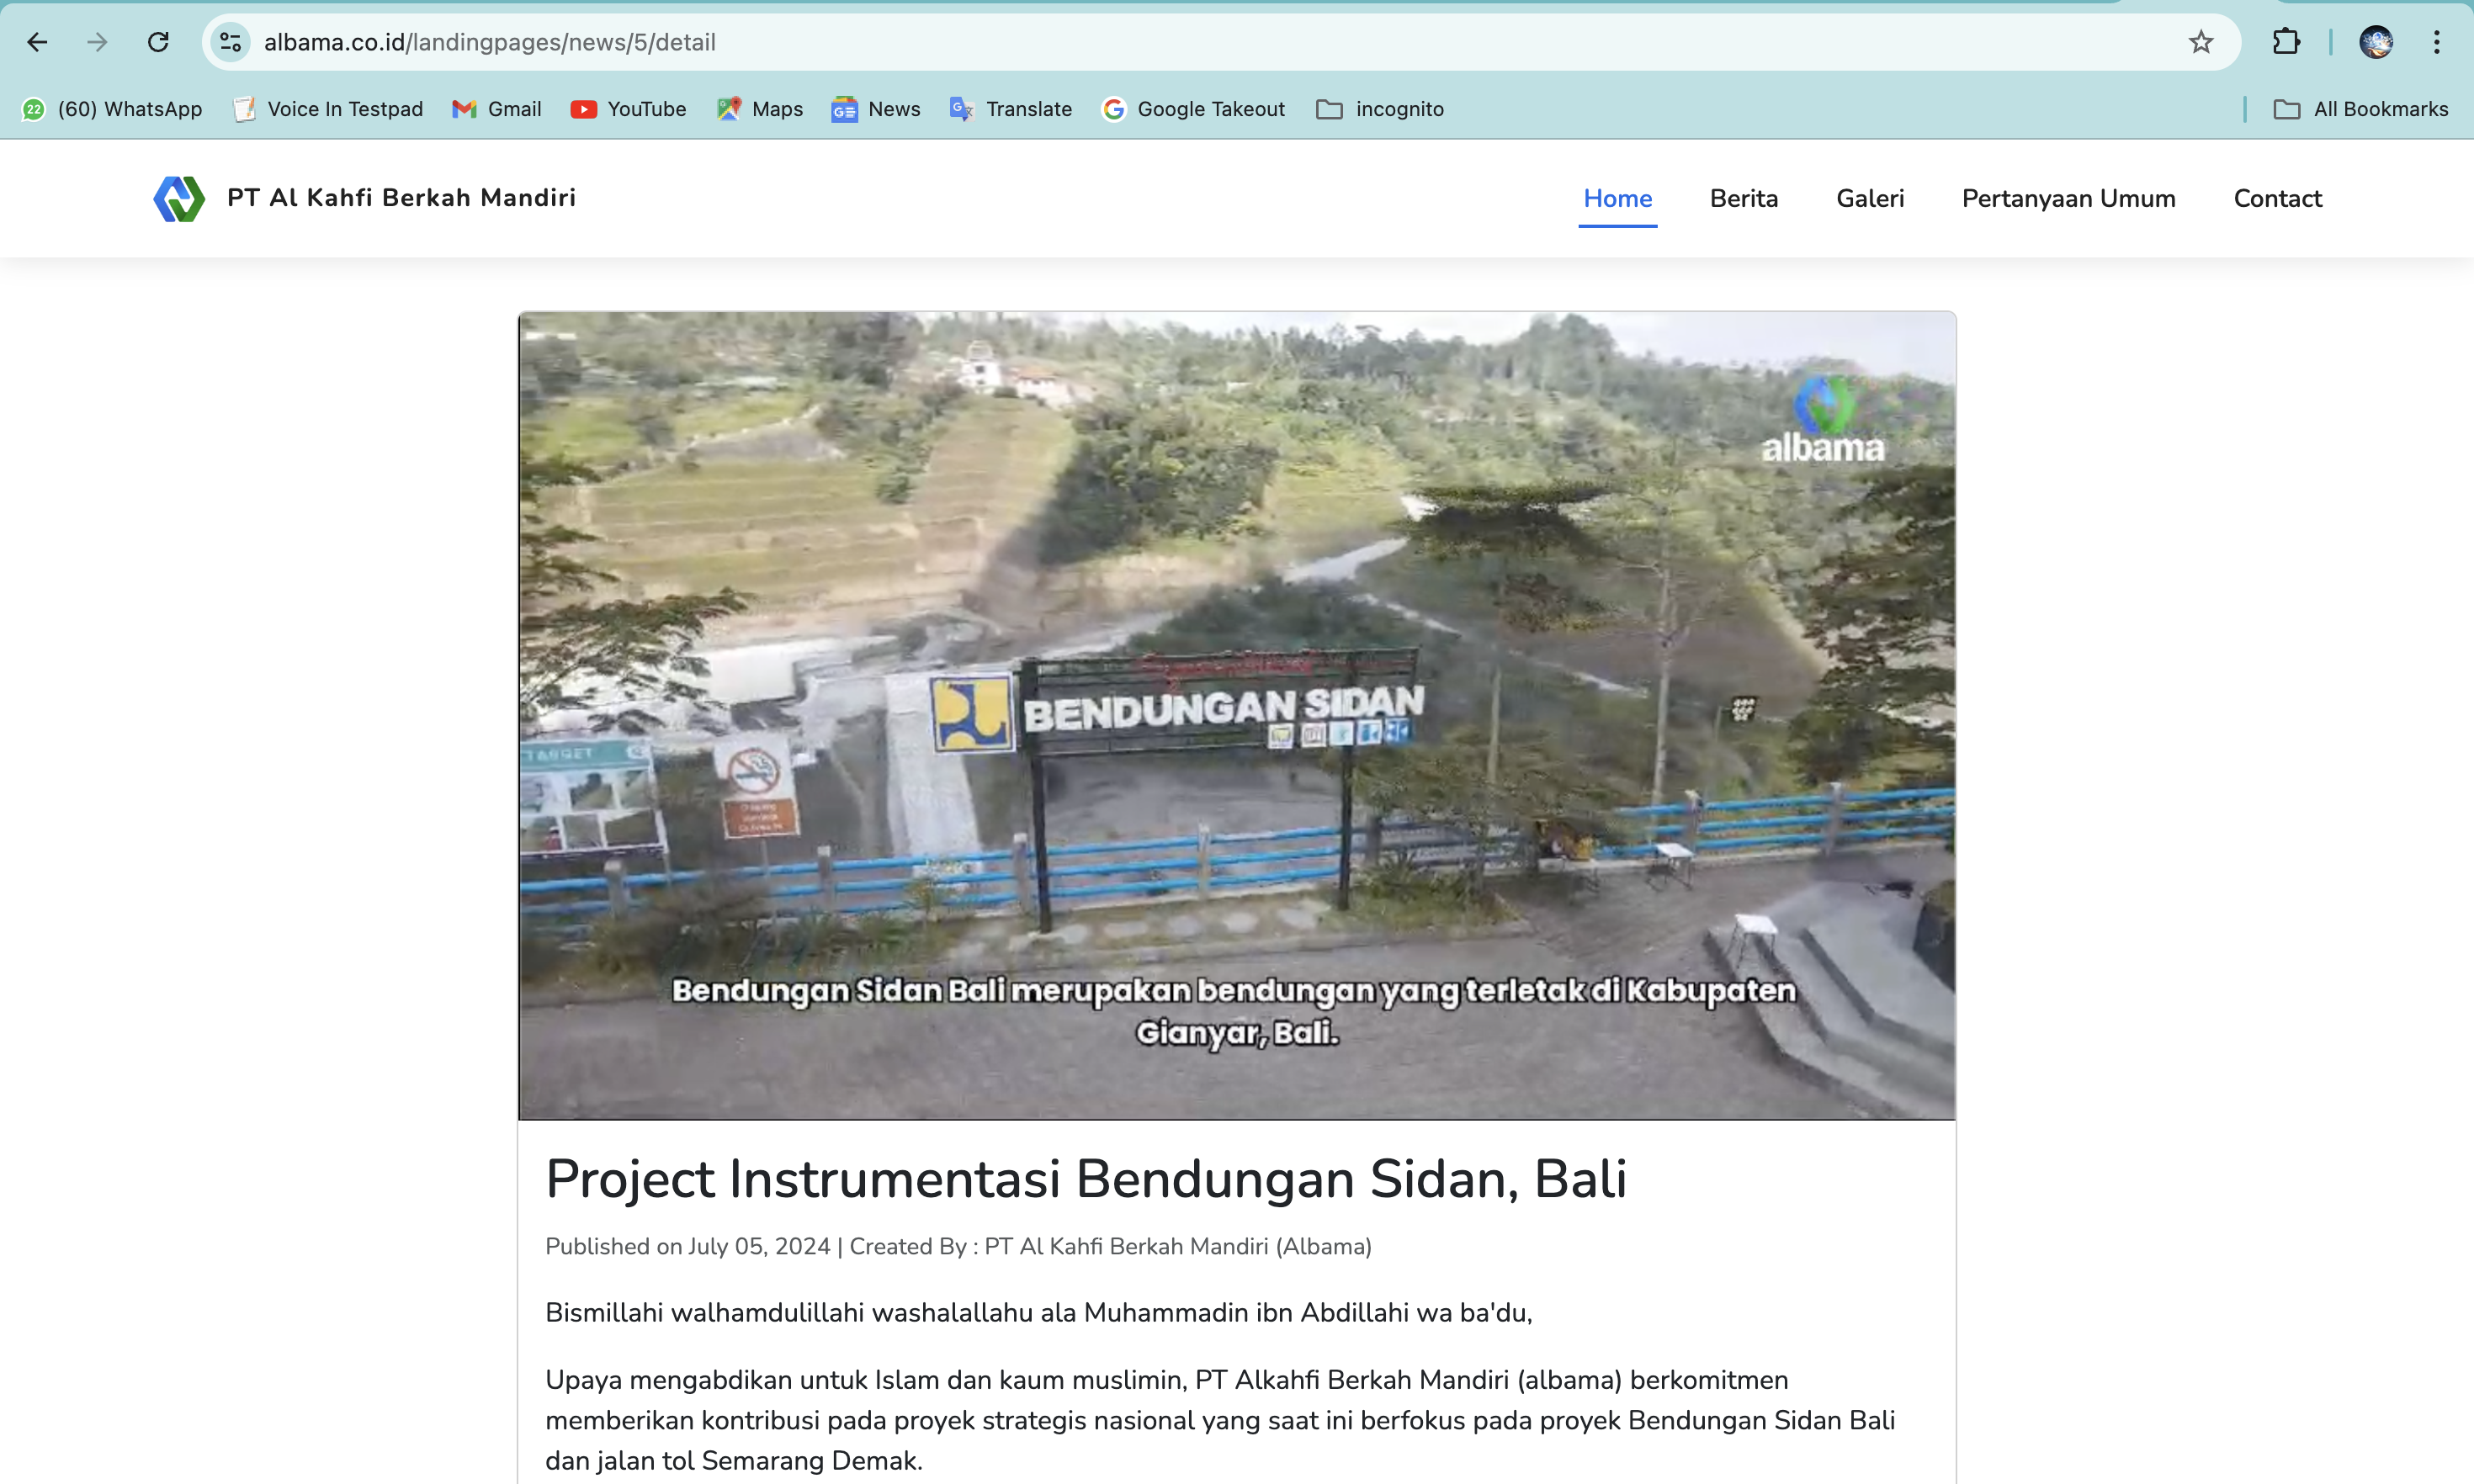 albama.co.id/landingpages/news/5/detail
22 (60) WhatsApp Voice In Testpad Gmail YouTube Maps News Translate Google Takeout incognito All Bookmarks
PT Al Kahfi Berkah Mandiri Home Berita Galeri Pertanyaan Umum Contact
albama
BENDUNGAN SIDAN
TARGET
Bendungan Sidan Bali merupakan bendungan yang terletak di Kabupaten
Gianyar, Bali.
Project Instrumentasi Bendungan Sidan, Bali
Published on July 05, 2024 | Created By : PT Al Kahfi Berkah Mandiri (Albama)
Bismillahi walhamdulillahi washalallahu ala Muhammadin ibn Abdillahi wa ba'du,
Upaya mengabdikan untuk Islam dan kaum muslimin, PT Alkahfi Berkah Mandiri (albama) berkomitmen
memberikan kontribusi pada proyek strategis nasional yang saat ini berfokus pada proyek Bendungan Sidan Bali
dan jalan tol Semarang Demak.